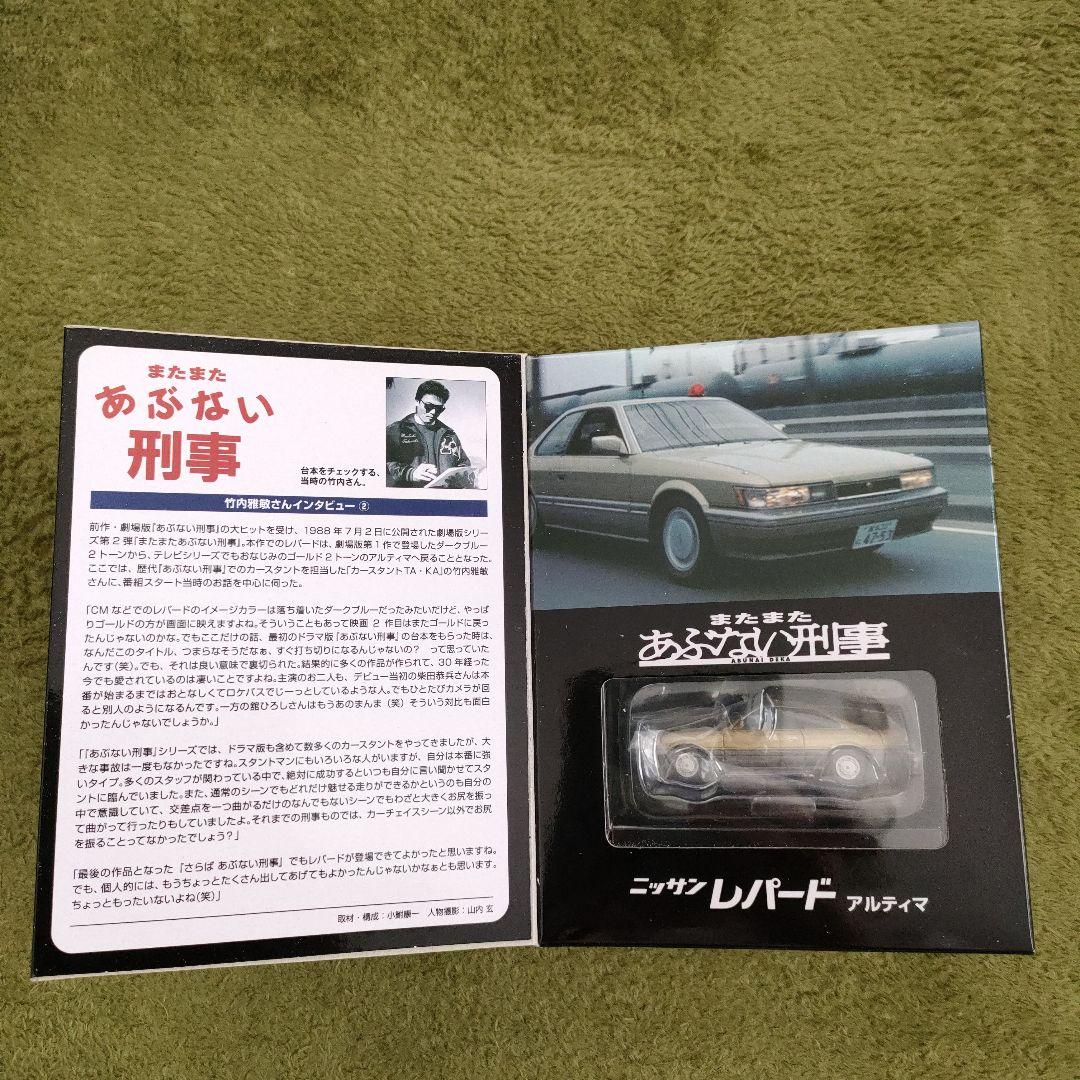 またまた
あぶない
刑事
台本をチェックする、
当時の竹内さん。
竹内雅敏さんインタビュー②
前作・劇場版『あぶない刑事』の大ヒットを受け、1988年7月2日に公開された劇場版シリー
ズ第2弾『またまたあぶない刑事』。本作でのレパードは、劇場版第1作で登場したダークブルー
2トーンから、テレビシリーズでもおなじみのゴールド2トーンのアルティマへ戻ることとなった。
ここでは、歴代『あぶない刑事』でのカースタントを担当した「カースタントTA・KA」の竹内雅敏
さんに、番組スタート当時のお話を中心に伺った。
「CMなどでのレパードのイメージカラーは落ち着いたダークブルーだったみたいだけど、やっぱ
りゴールドの方が画面に映えますよね。そういうこともあって映画2作目はまたゴールドに戻っ
たんじゃないのかな。でもここだけの話、最初のドラマ版『あぶない刑事』の台本をもらった時は、
なんだこのタイトル、つまらなそうだなぁ、すぐ打ち切りになるんじゃないの？ って思っていた
んです（笑）。でも、それは良い意味で裏切られた。結果的に多くの作品が作られて、30年経った
今でも愛されているのは凄いことですよね。主演のお二人も、デビュー当初の柴田恭兵さんは本
番が始まるまではおとなしくてロケバスでじーっとしているような人。でもひとたびカメラが回
ると別人のようになるんです。一方の舘ひろしさんはもうあのまんま（笑）そういう対比も面白
かったんじゃないでしょうか。」
「『あぶない刑事』シリーズでは、ドラマ版も含めて数多くのカースタントをやってきましたが、大
きな事故は一度もなかったですね。スタントマンにもいろいろな人がいますが、自分は本番に強
いタイプ。多くのスタッフが関わっている中で、絶対に成功するといつも自分に言い聞かせてスタ
ントに臨んでいました。また、通常のシーンでもどれだけ魅せる走りができるかというのも自分の
中で意識していて、交差点を一つ曲がるだけのなんでもないシーンでもわざと大きくお尻を振っ
て曲がって行ったりもしていましたよ。それまでの刑事ものでは、カーチェイスシーン以外でお尻
を振ることってなかったでしょう？」
「最後の作品となった『さらば あぶない刑事』でもレパードが登場できてよかったと思いますね。
でも、個人的には、もうちょっとたくさん出してあげてもよかったんじゃないかなぁとも思います。
ちょっともったいないよね（笑）」
取材・構成：小鮒康一 人物撮影：山内 玄
47-53
またまた
あぶない刑事
ABUNAI DEKA
ニッサン レパード アルティマ